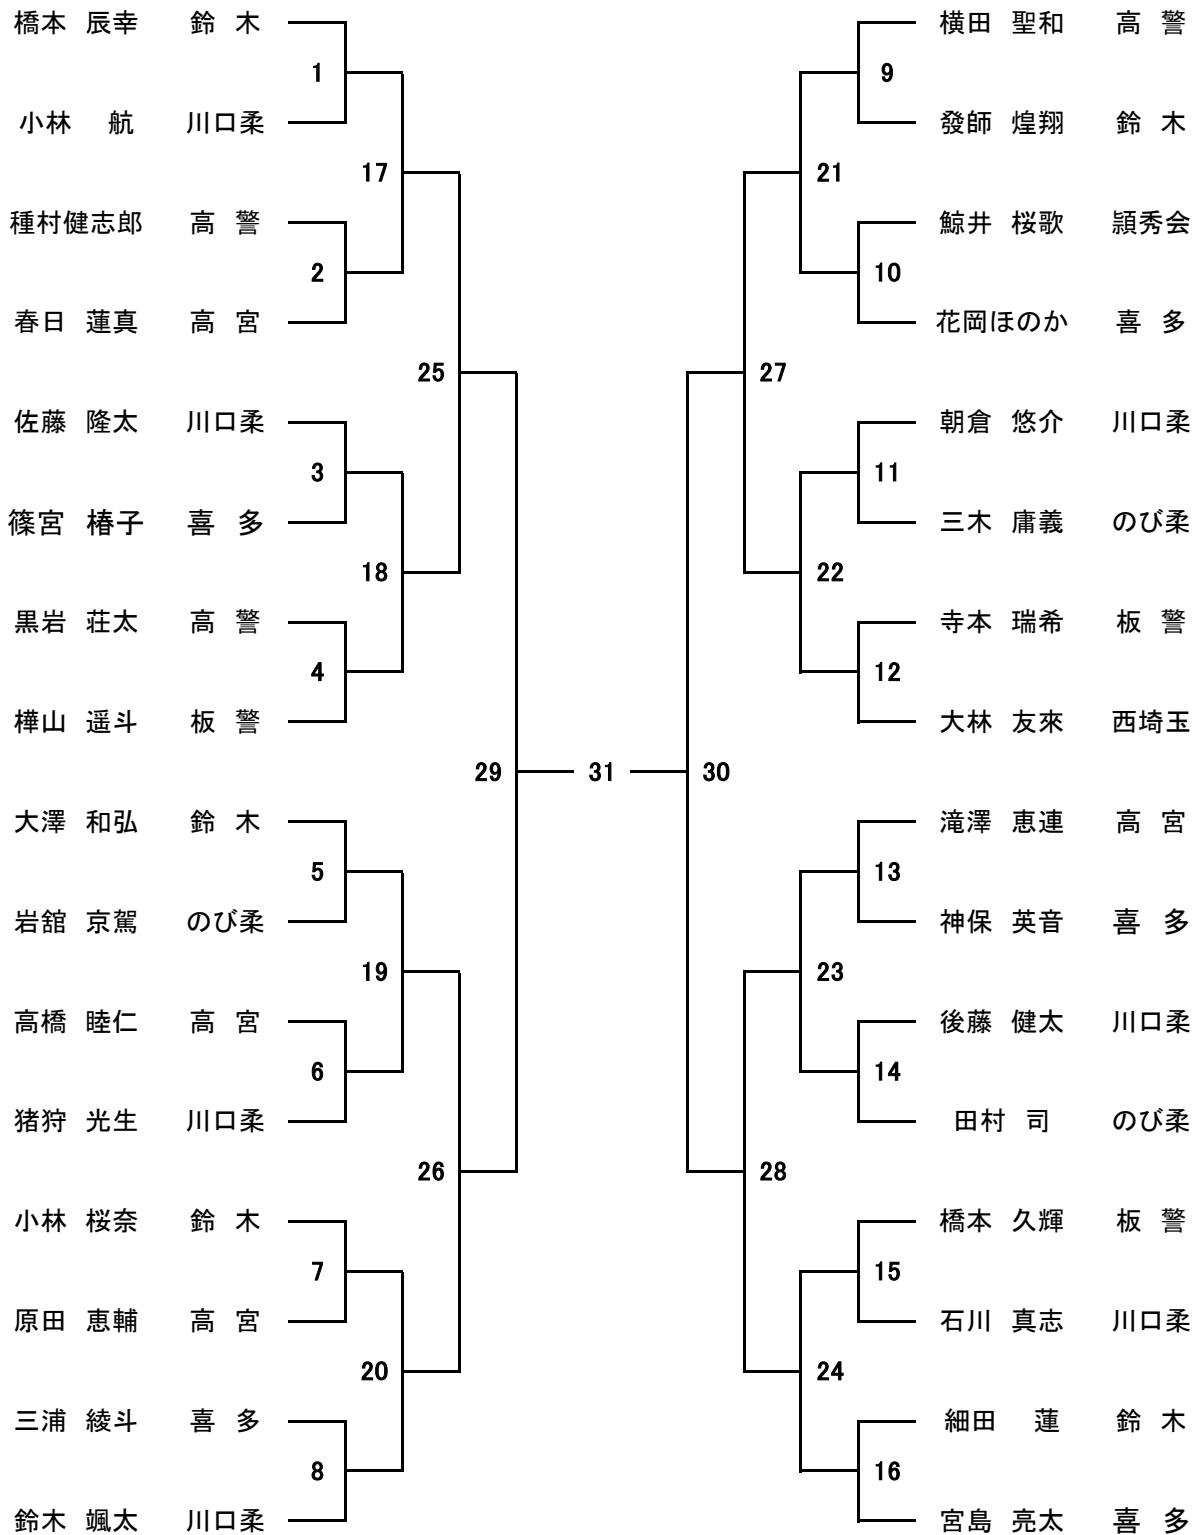 橋本 辰幸 鈴 木
1
小林 航 川口柔
17
種村健志郎 高 警
2
春日 蓮真 高 宮
25
佐藤 隆太 川口柔
3
篠宮 椿子 喜 多
18
黒岩 荘太 高 警
4
樺山 遥斗 板 警
29
大澤 和弘 鈴 木
5
岩舘 京駕 のび柔
19
高橋 睦仁 高 宮
6
猪狩 光生 川口柔
26
小林 桜奈 鈴 木
7
原田 恵輔 高 宮
20
三浦 綾斗 喜 多
8
鈴木 颯太 川口柔
31
横田 聖和 高 警
9
發師 煌翔 鈴 木
21
鯨井 桜歌 頴秀会
10
花岡ほのか 喜 多
27
朝倉 悠介 川口柔
11
三木 庸義 のび柔
22
寺本 瑞希 板 警
12
大林 友來 西埼玉
30
滝澤 恵連 高 宮
13
神保 英音 喜 多
23
後藤 健太 川口柔
14
田村 司 のび柔
28
橋本 久輝 板 警
15
石川 真志 川口柔
24
細田 蓮 鈴 木
16
宮島 亮太 喜 多